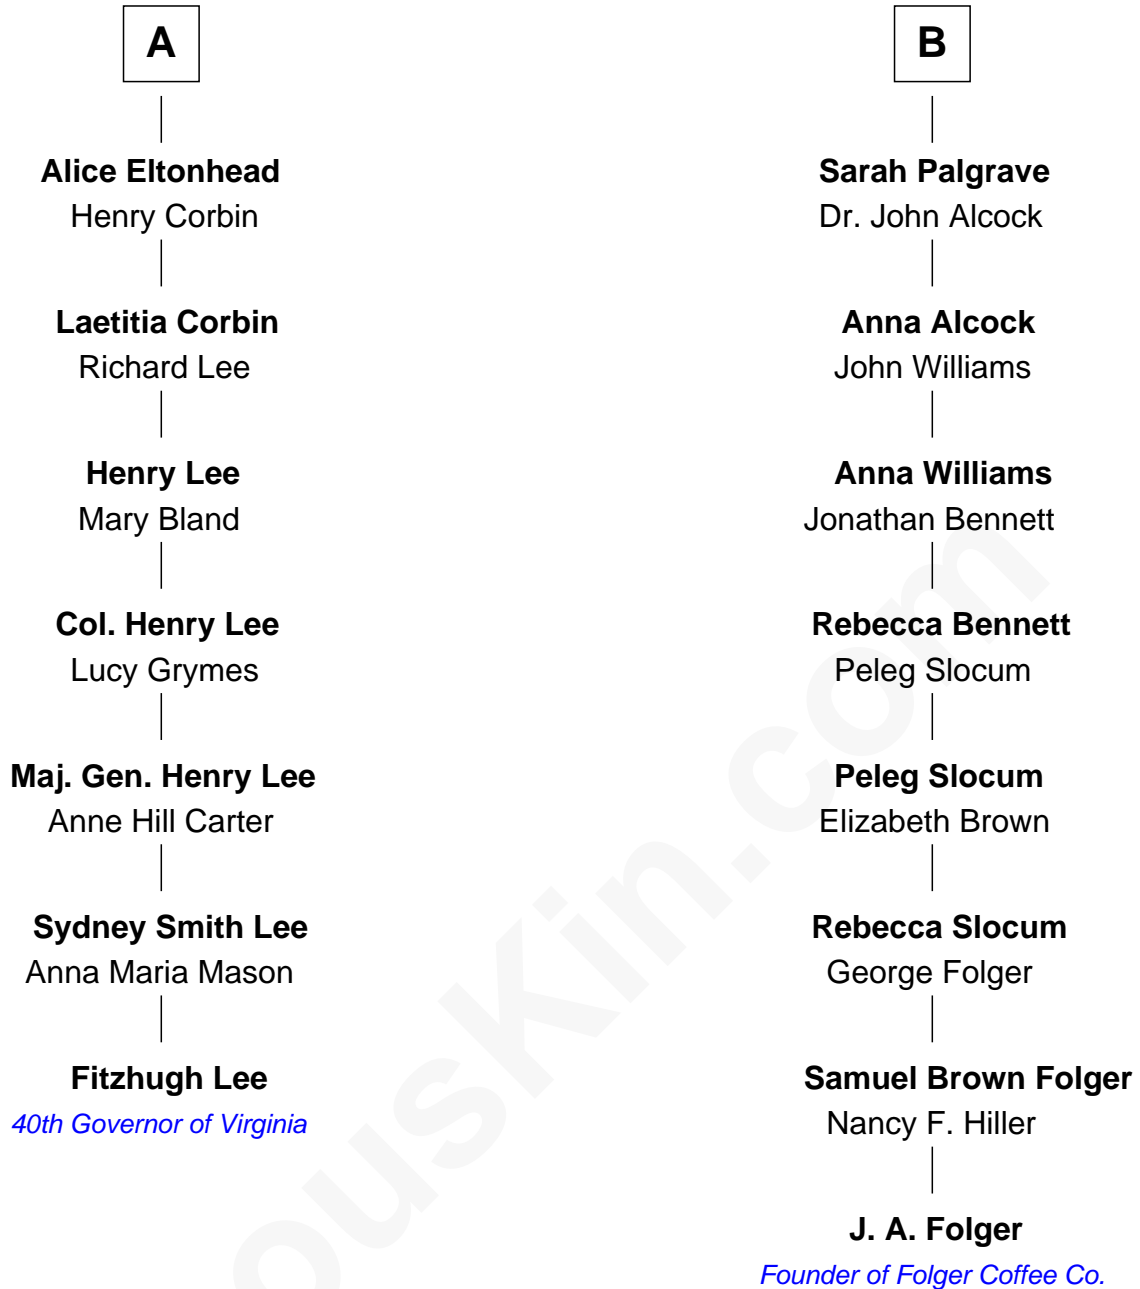 A
Alice Eltonhead
Henry Corbin
Laetitia Corbin
Richard Lee
Henry Lee
Mary Bland
Col. Henry Lee
Lucy Grymes
Maj. Gen. Henry Lee
Anne Hill Carter
Sydney Smith Lee
Anna Maria Mason
Fitzhugh Lee
40th Governor of Virginia
B
Sarah Palgrave
Dr. John Alcock
Anna Alcock
John Williams
Anna Williams
Jonathan Bennett
Rebecca Bennett
Peleg Slocum
Peleg Slocum
Elizabeth Brown
Rebecca Slocum
George Folger
Samuel Brown Folger
Nancy F. Hiller
J. A. Folger
Founder of Folger Coffee Co.
ousKin.com